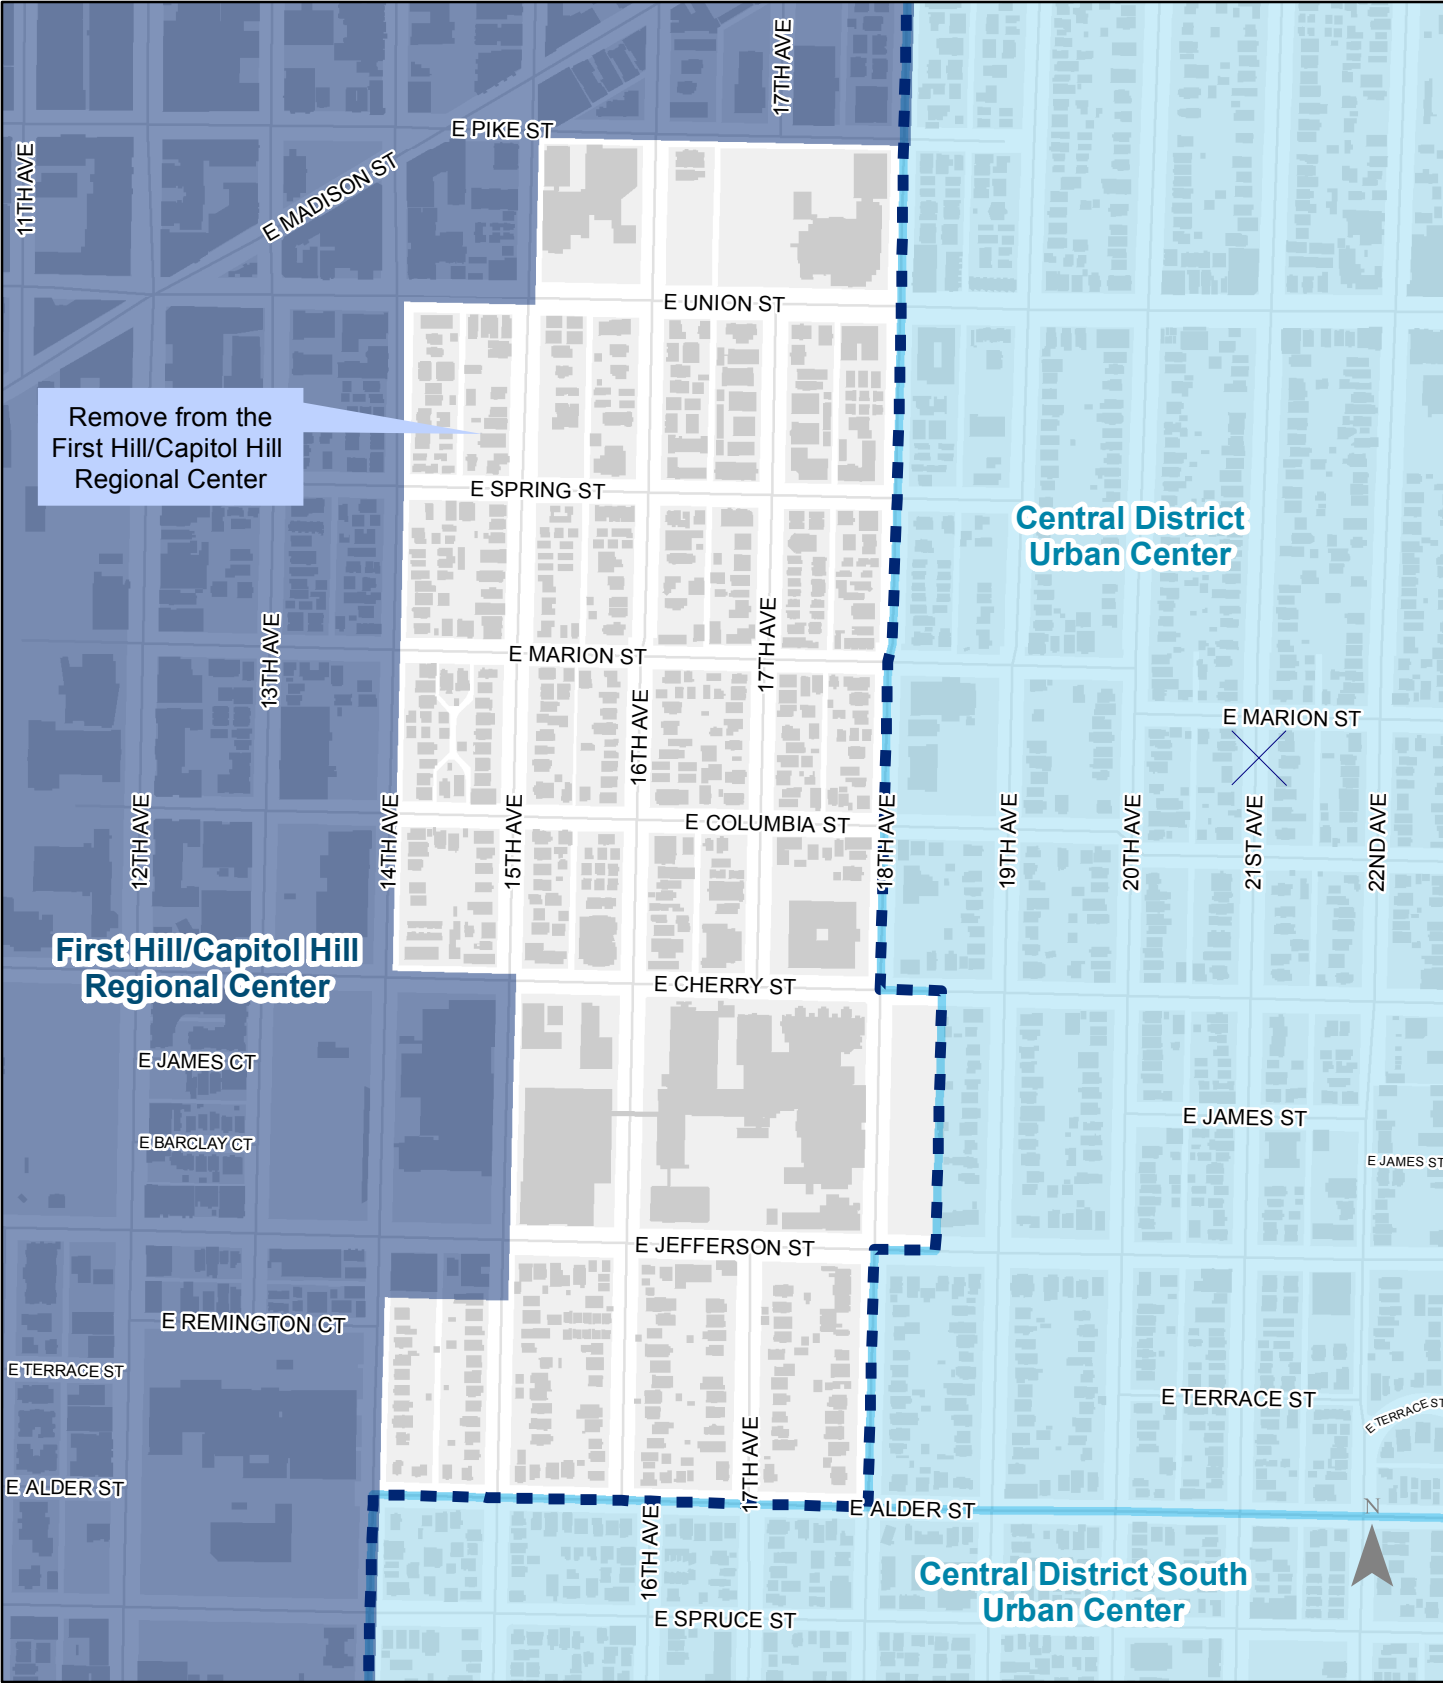 17TH AVE
E PIKE ST
11TH AVE
E MADISON ST
E UNION ST
Remove from the
First Hill/Capitol Hill
Regional Center
E SPRING ST
Central District
Urban Center
13TH AVE
17TH AVE
E MARION ST
16TH AVE
E MARION ST
12TH AVE
14TH AVE
15TH AVE
E COLUMBIA ST
18TH AVE
19TH AVE
20TH AVE
21ST AVE
22ND AVE
First Hill/Capitol Hill
Regional Center
E CHERRY ST
E JAMES CT
E JAMES ST
E BARCLAY CT
E JAMES ST
E JEFFERSON ST
E REMINGTON CT
E TERRACE ST
E TERRACE ST
E TERRACE ST
17TH AVE
E ALDER ST
E ALDER ST
N
16TH AVE
Central District South
Urban Center
E SPRUCE ST